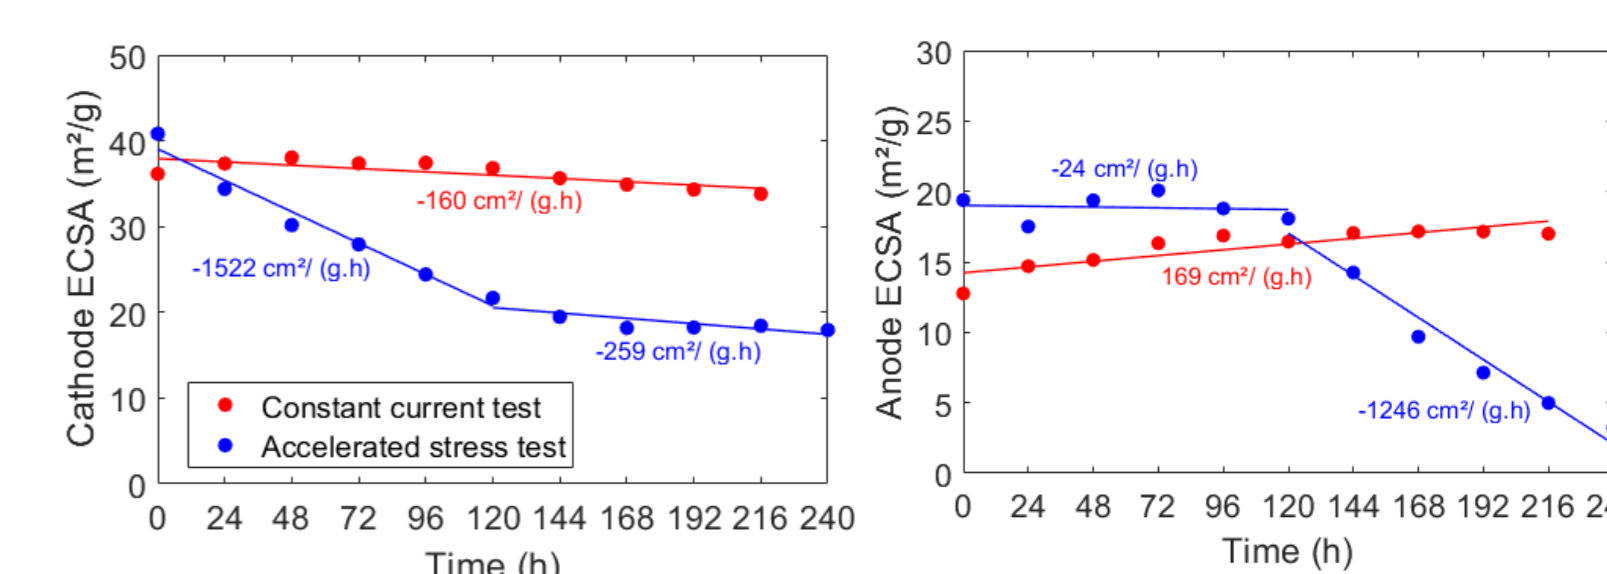 Cathode ECSA (m²/g)
50
40
30
20
10
0
-160 cm²/ (g.h)
-1522 cm²/ (g.h)
-259 cm²/ (g.h)
Constant current test
Accelerated stress test
0 24 48 72 96 120 144 168 192 216 240
Time (h)
Anode ECSA (m²/g)
30
25
20
15
10
5
0
-24 cm²/ (g.h)
169 cm²/ (g.h)
-1246 cm²/ (g.h)
0 24 48 72 96 120 144 168 192 216
Time (h)